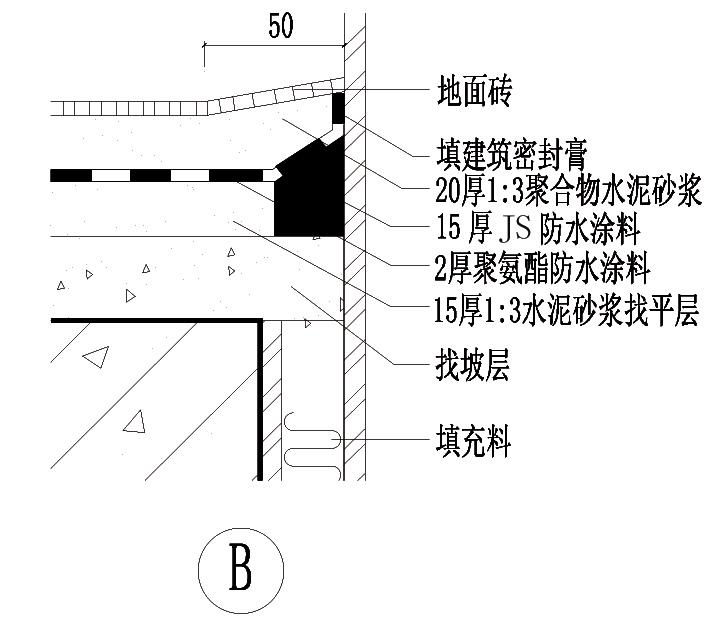 50
地面砖
填建筑密封膏
20厚1:3聚合物水泥砂浆
15厚JS防水涂料
2厚聚氨酯防水涂料
15厚1:3水泥砂浆找平层
找坡层
填充料
B